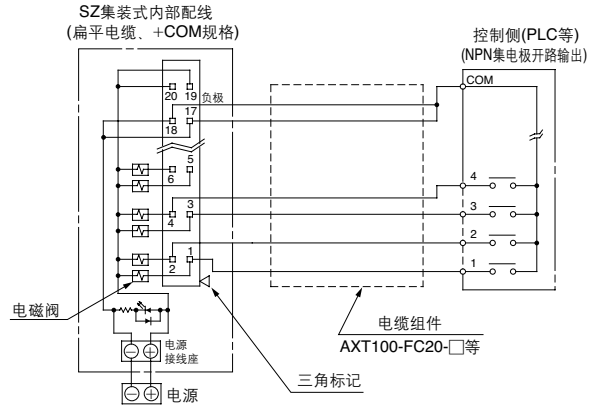 SZ集装式内部配线
(扁平电缆、+COM规格)
控制侧(PLC等)
(NPN集电极开路输出)
COM
20 19
负极
17
18
5
6
4
3
4
3
2
1
2
1
电磁阀
电源
接线座
电源
三角标记
电缆组件
AXT100-FC20-□等